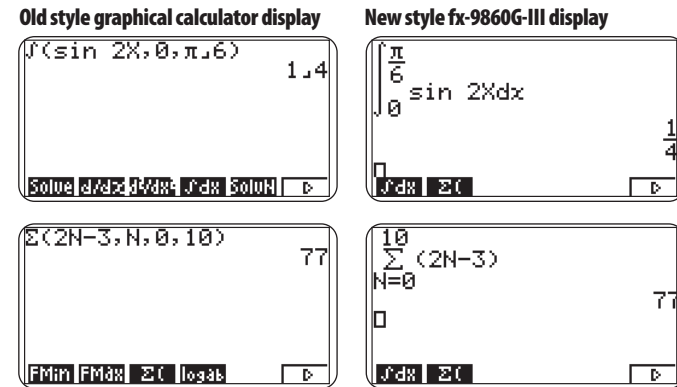 Old style graphical calculator display
New style fx-9860G-III display
∫(sin 2X,0,π⌟6)
1⌟4
Solve d/dx d²/dx² ∫dx SolvN ▷
π
6
∫ sin 2Xdx
0
1
4
∫dx Σ( ▷
Σ(2N-3,N,0,10)
77
FMin FMax Σ( logab ▷
10
Σ (2N-3)
N=0
77
∫dx Σ( ▷